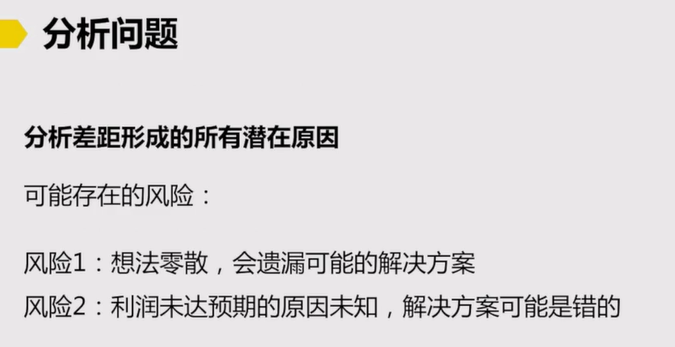 分析问题
分析差距形成的所有潜在原因
可能存在的风险：
风险1：想法零散，会遗漏可能的解决方案
风险2：利润未达预期的原因未知，解决方案可能是错的